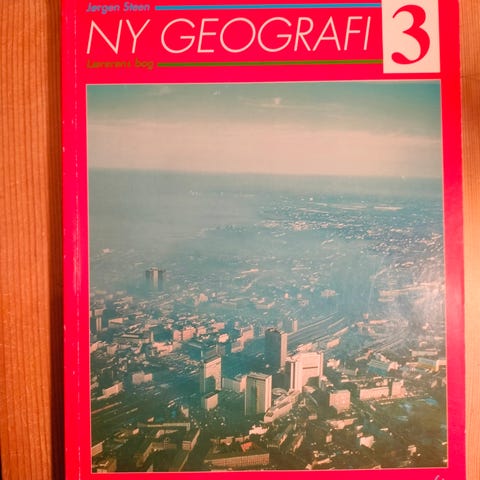 Jørgen Steen
NY GEOGRAFI 3
Lærerens bog